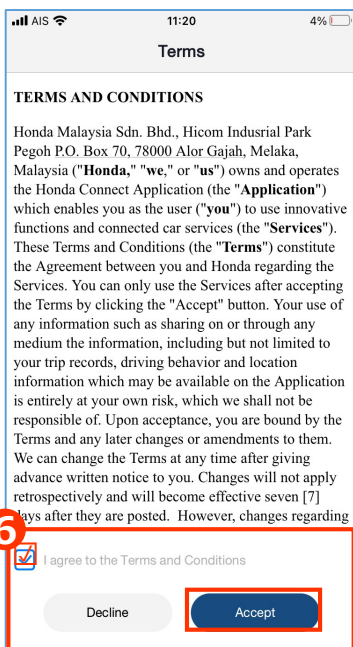 AIS 11:20 4%
Terms
TERMS AND CONDITIONS
Honda Malaysia Sdn. Bhd., Hicom Indusrial Park
Pegoh P.O. Box 70, 78000 Alor Gajah, Melaka,
Malaysia ("Honda," "we," or "us") owns and operates
the Honda Connect Application (the "Application")
which enables you as the user ("you") to use innovative
functions and connected car services (the "Services").
These Terms and Conditions (the "Terms") constitute
the Agreement between you and Honda regarding the
Services. You can only use the Services after accepting
the Terms by clicking the "Accept" button. Your use of
any information such as sharing on or through any
medium the information, including but not limited to
your trip records, driving behavior and location
information which may be available on the Application
is entirely at your own risk, which we shall not be
responsible of. Upon acceptance, you are bound by the
Terms and any later changes or amendments to them.
We can change the Terms at any time after giving
advance written notice to you. Changes will not apply
retrospectively and will become effective seven [7]
days after they are posted. However, changes regarding
6
I agree to the Terms and Conditions
Decline Accept